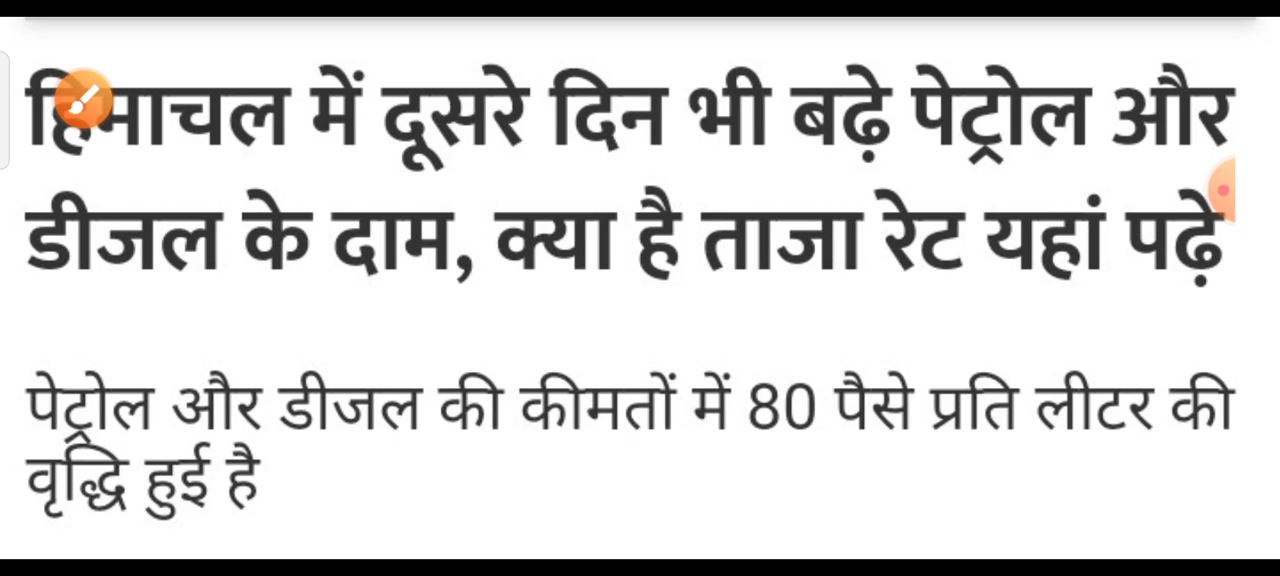 हिमाचल में दूसरे दिन भी बढ़े पेट्रोल और
डीजल के दाम, क्या है ताजा रेट यहां पढ़े
पेट्रोल और डीजल की कीमतों में 80 पैसे प्रति लीटर की
वृद्धि हुई है